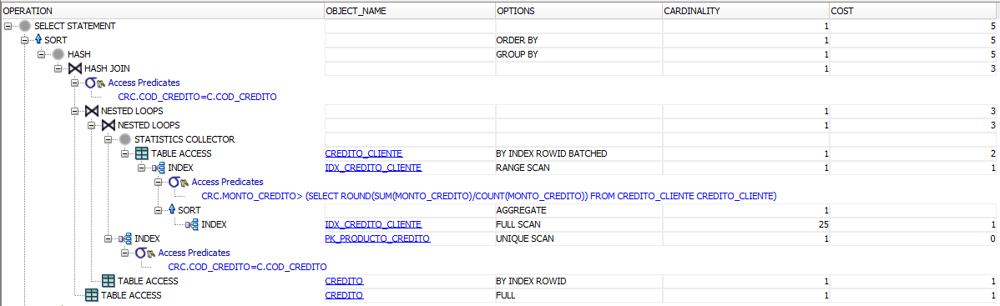 OPERATION OBJECT_NAME OPTIONS CARDINALITY COST
SELECT STATEMENT 1 5
SORT ORDER BY 1 5
HASH GROUP BY 1 5
HASH JOIN 1 3
Access Predicates
CRC.COD_CREDITO=C.COD_CREDITO
NESTED LOOPS 1 3
NESTED LOOPS 1 3
STATISTICS COLLECTOR
TABLE ACCESS CREDITO_CLIENTE BY INDEX ROWID BATCHED 1 2
INDEX IDX_CREDITO_CLIENTE RANGE SCAN 1 1
Access Predicates
CRC.MONTO_CREDITO> (SELECT ROUND(SUM(MONTO_CREDITO)/COUNT(MONTO_CREDITO)) FROM CREDITO_CLIENTE CREDITO_CLIENTE)
SORT AGGREGATE 1
INDEX IDX_CREDITO_CLIENTE FULL SCAN 25 1
INDEX PK_PRODUCTO_CREDITO UNIQUE SCAN 1 0
Access Predicates
CRC.COD_CREDITO=C.COD_CREDITO
TABLE ACCESS CREDITO BY INDEX ROWID 1 1
TABLE ACCESS CREDITO FULL 1 1